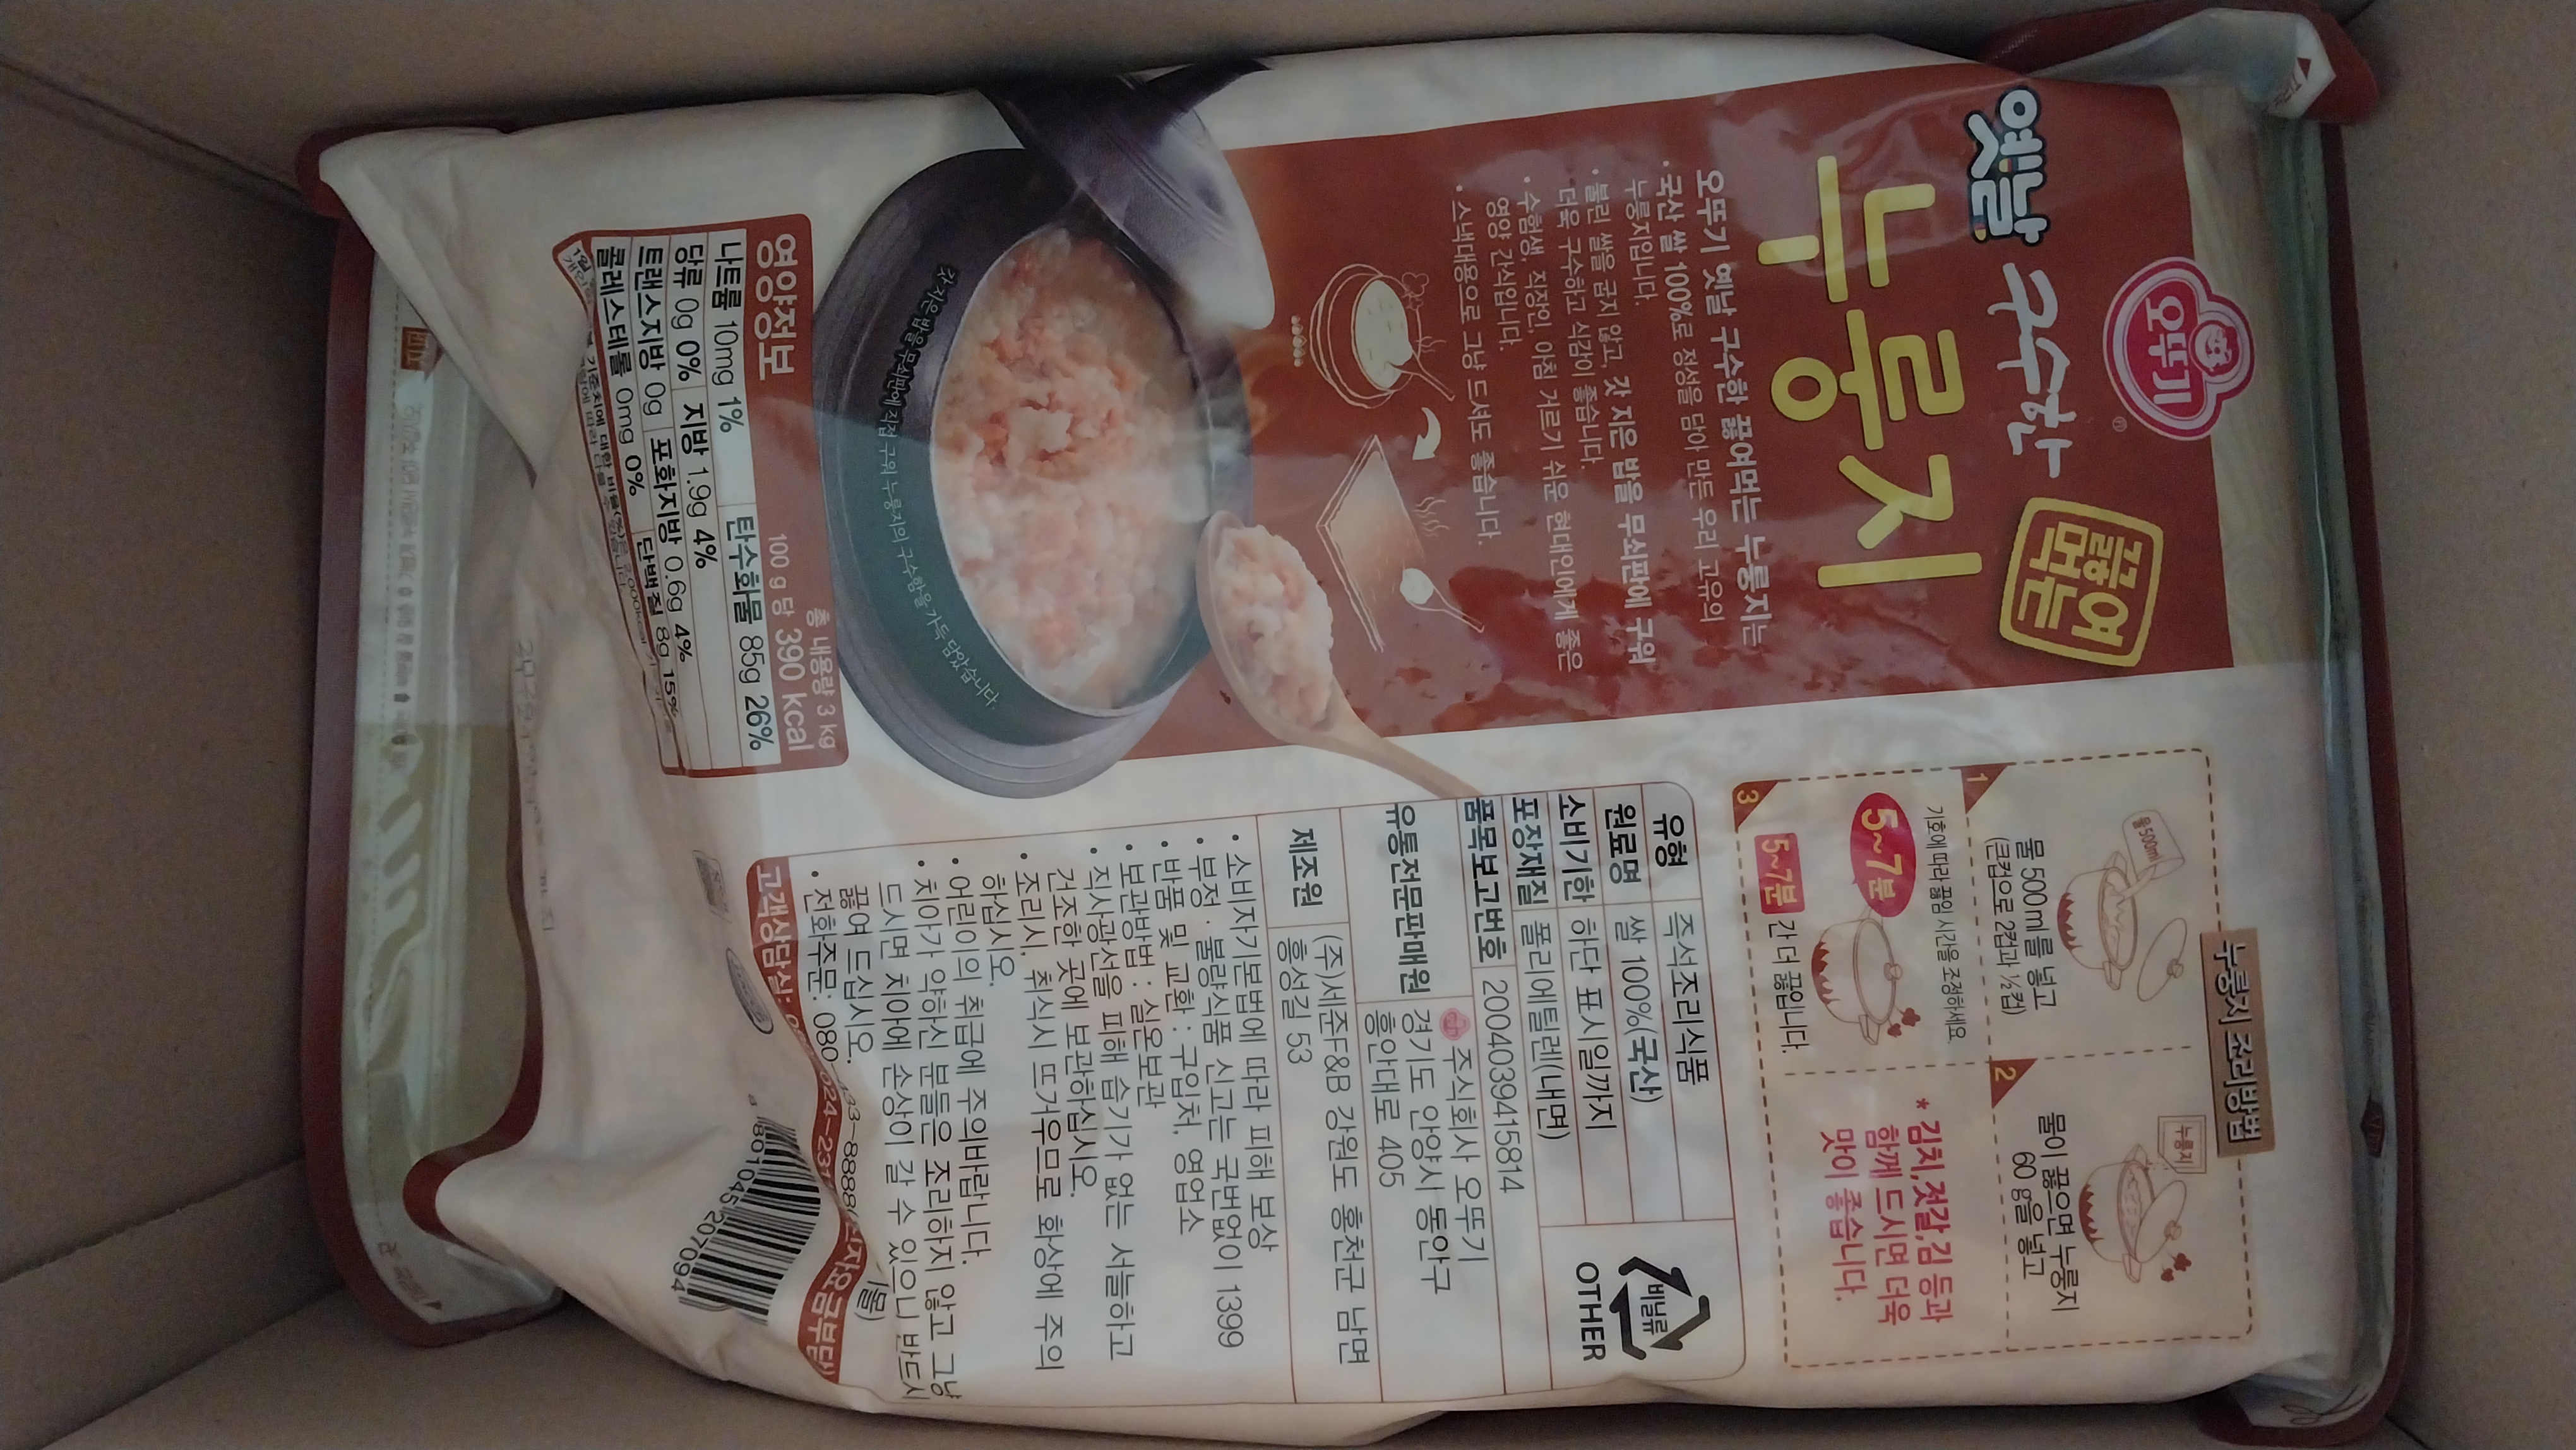 오뚜기
옛날 구수한
끓여
먹는
누룽지
오뚜기 옛날 구수한 끓여먹는 누룽지는
· 국산 쌀 100%로 정성을 담아 만든 우리 고유의
누룽지입니다.
· 불린 쌀을 굽지 않고, 갓 지은 밥을 무쇠판에 구워
더욱 구수하고 식감이 좋습니다.
· 수험생, 직장인, 아침 거르기 쉬운 현대인에게 좋은
영양 간식입니다.
· 스낵대용으로 그냥 드셔도 좋습니다.
갓 지은 밥을 무쇠판에 직접 구워 누룽지의 구수함을 가득 담았습니다.
영양정보
총 내용량 3 kg
100 g 당 390 kcal
나트륨 10mg 1% 탄수화물 85g 26%
당류 0g 0% 지방 1.9g 4%
트랜스지방 0g 포화지방 0.6g 4%
콜레스테롤 0mg 0% 단백질 8g 15%
누룽지 조리방법
1
물 500ml
물 500ml를 넣고
(큰컵으로 2컵과 ½컵)
2
누룽지
물이 끓으면 누룽지
60 g을 넣고
기호에 따라 끓임 시간을 조정하세요
5~7분
3
5~7분 간 더 끓입니다.
* 김치,젓갈,김 등과
함께 드시면 더욱
맛이 좋습니다.
유형 즉석조리식품
원료명 쌀 100%(국산)
소비기한 하단 표시일까지
포장재질 폴리에틸렌(내면)
비닐류
OTHER
품목보고번호 20040394415814
유통전문판매원 주식회사 오뚜기
경기도 안양시 동안구
흥안대로 405
제조원 (주)세준F&B 강원도 홍천군 남면
홍성길 53
· 소비자기본법에 따라 피해 보상
· 부정 · 불량식품 신고는 국번없이 1399
· 반품 및 교환 : 구입처, 영업소
· 보관방법 : 실온보관
· 직사광선을 피해 습기가 없는 서늘하고
건조한 곳에 보관하십시오.
· 조리시, 취식시 뜨거우므로 화상에 주의
하십시오.
· 어린이의 취급에 주의바랍니다.
· 치아가 약하신 분들은 조리하지 않고 그냥
드시면 치아에 손상이 갈 수 있으니 반드시
끓여 드십시오.
· 전화주문: 080-433-8888
고객상담실: 024-231
8 801045 207094